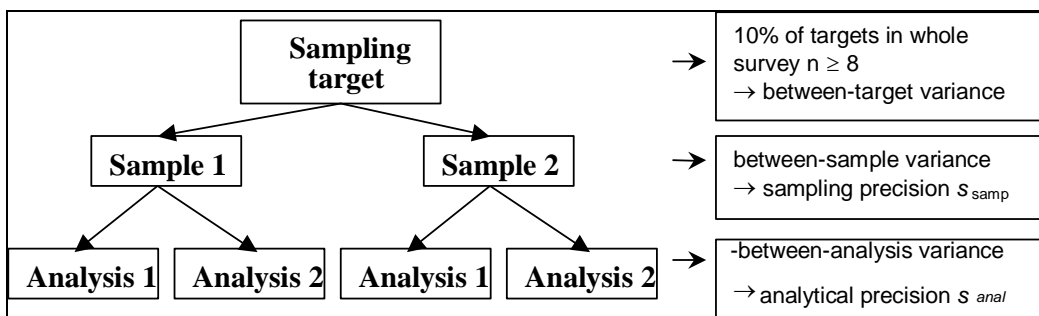 Sampling
target
10% of targets in whole
survey n ≥ 8
→ between-target variance
Sample 1
Sample 2
between-sample variance
→ sampling precision s samp
Analysis 1
Analysis 2
Analysis 1
Analysis 2
-between-analysis variance
→ analytical precision s anal